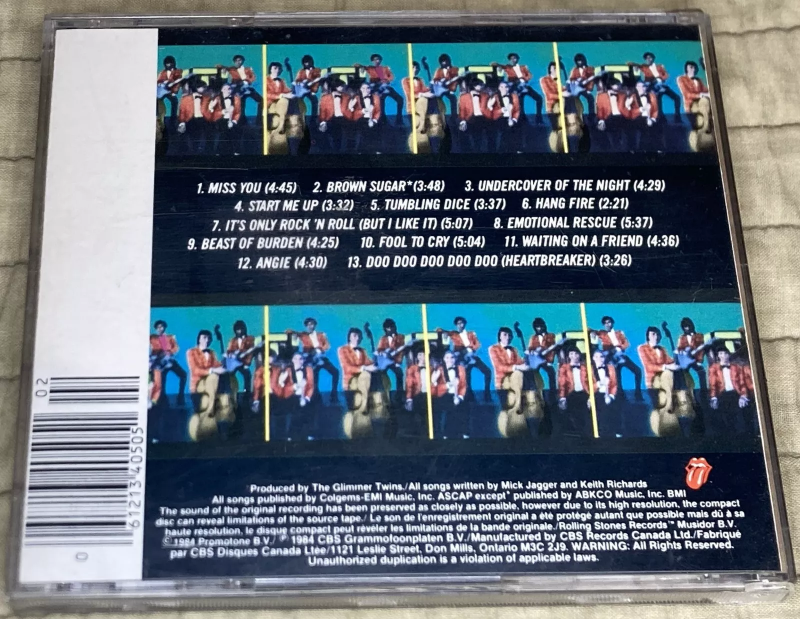 1. MISS YOU (4:45) 2. BROWN SUGAR*(3:48) 3. UNDERCOVER OF THE NIGHT (4:29)
4. START ME UP (3:32) 5. TUMBLING DICE (3:37) 6. HANG FIRE (2:21)
7. IT'S ONLY ROCK 'N ROLL (BUT I LIKE IT) (5:07) 8. EMOTIONAL RESCUE (5:37)
9. BEAST OF BURDEN (4:25) 10. FOOL TO CRY (5:04) 11. WAITING ON A FRIEND (4:36)
12. ANGIE (4:30) 13. DOO DOO DOO DOO DOO (HEARTBREAKER) (3:26)
02
61213 40505
0
Produced by The Glimmer Twins./All songs written by Mick Jagger and Keith Richards
All songs published by Colgems-EMI Music, Inc. ASCAP except* published by ABKCO Music, Inc. BMI
The sound of the original recording has been preserved as closely as possible, however due to its high resolution, the compact
disc can reveal limitations of the source tape./Le son de l'enregistrement original a été protégé autant que possible mais dû à sa
haute résolution, le disque compact peut révéler les limitations de la bande originale./Rolling Stones Records™ Musidor B.V.
© 1984 Promotone B.V./℗ 1984 CBS Grammofoonplaten B.V./Manufactured by CBS Records Canada Ltd./Fabriqué
par CBS Disques Canada Ltée/1121 Leslie Street, Don Mills, Ontario M3C 2J9. WARNING: All Rights Reserved.
Unauthorized duplication is a violation of applicable laws.